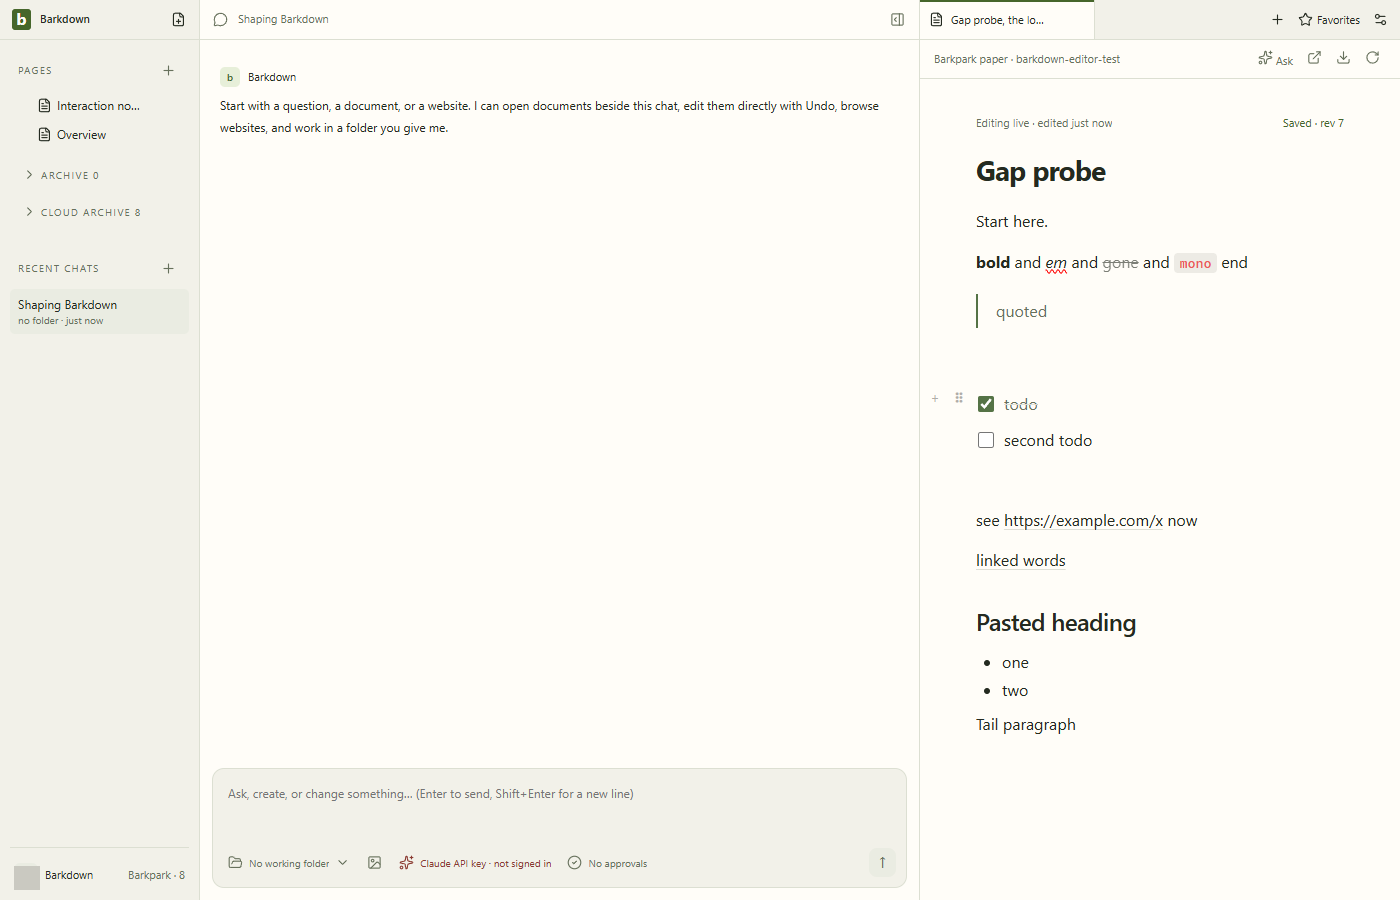 b Barkdown
PAGES
Interaction no...
Overview
ARCHIVE 0
CLOUD ARCHIVE 8
RECENT CHATS
Shaping Barkdown
no folder · just now
Barkdown
Barkpark · 8
Shaping Barkdown
b Barkdown
Start with a question, a document, or a website. I can open documents beside this chat, edit them directly with Undo, browse
websites, and work in a folder you give me.
Ask, create, or change something... (Enter to send, Shift+Enter for a new line)
No working folder
Claude API key · not signed in
No approvals
Gap probe, the lo...
Favorites
Barkpark paper · barkdown-editor-test
Ask
Editing live · edited just now
Saved · rev 7
Gap probe
Start here.
bold and em and gone and mono end
quoted
todo
second todo
see https://example.com/x now
linked words
Pasted heading
one
two
Tail paragraph